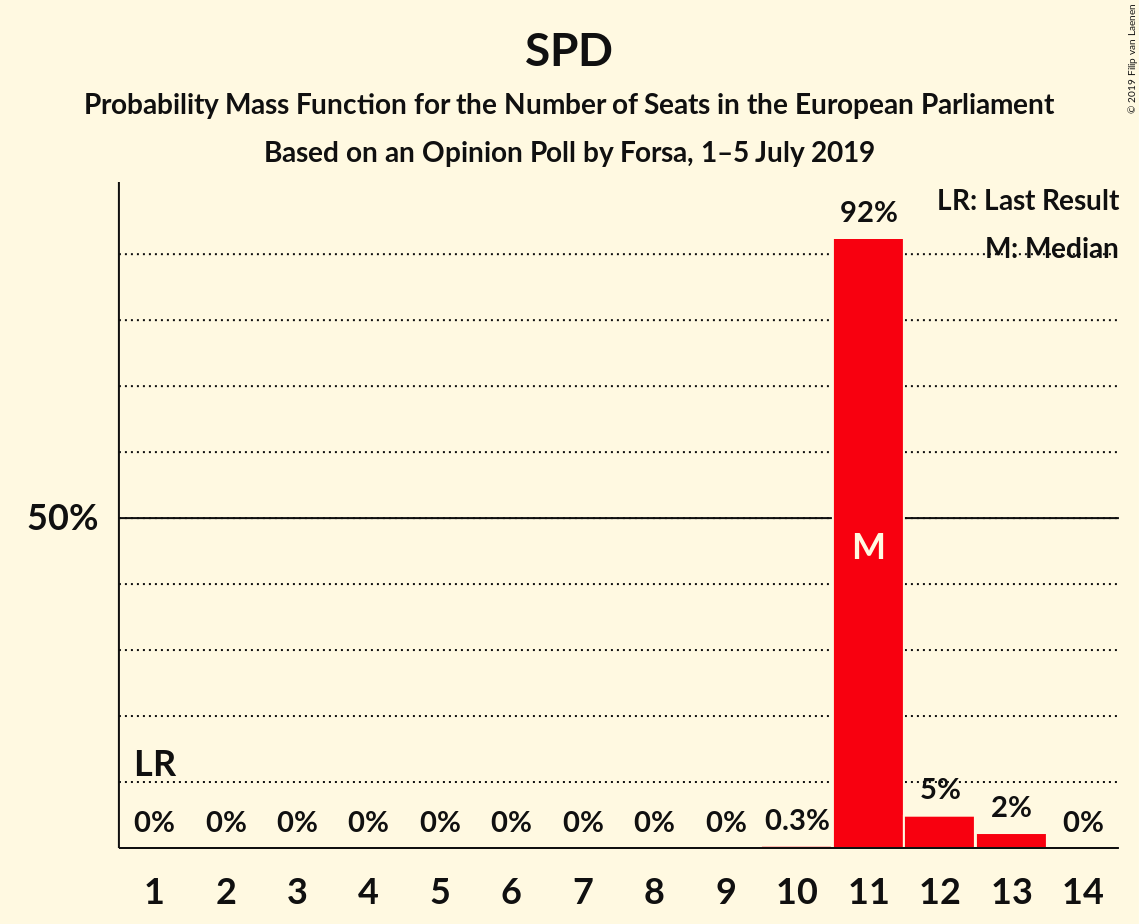 SPD
Probability Mass Function for the Number of Seats in the European Parliament
Based on an Opinion Poll by Forsa, 1–5 July 2019
© 2019 Filip van Laenen
LR: Last Result
M: Median
92%
50%
M
LR
0% 0% 0% 0% 0% 0% 0% 0% 0% 0.3% 5% 2% 0%
1 2 3 4 5 6 7 8 9 10 11 12 13 14